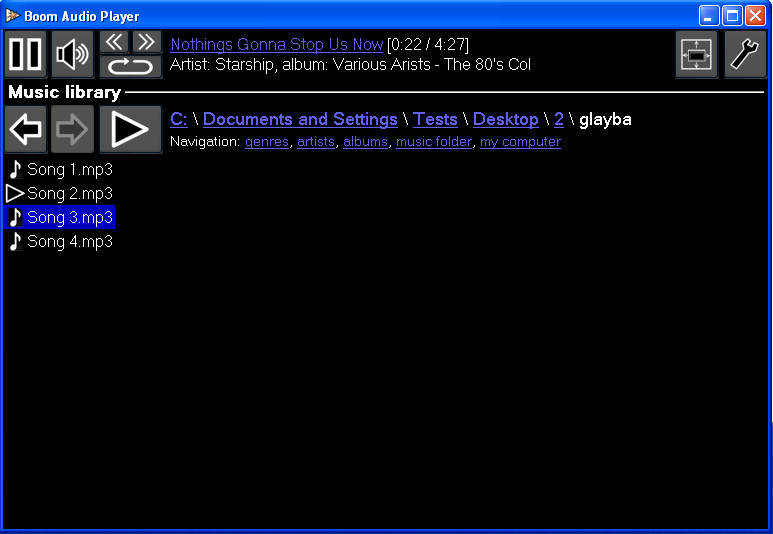 Boom Audio Player
Nothings Gonna Stop Us Now [0:22 / 4:27]
Artist: Starship, album: Various Arists - The 80's Col
Music library
C: \ Documents and Settings \ Tests \ Desktop \ 2 \ glayba
Navigation: genres, artists, albums, music folder, my computer
Song 1.mp3
Song 2.mp3
Song 3.mp3
Song 4.mp3